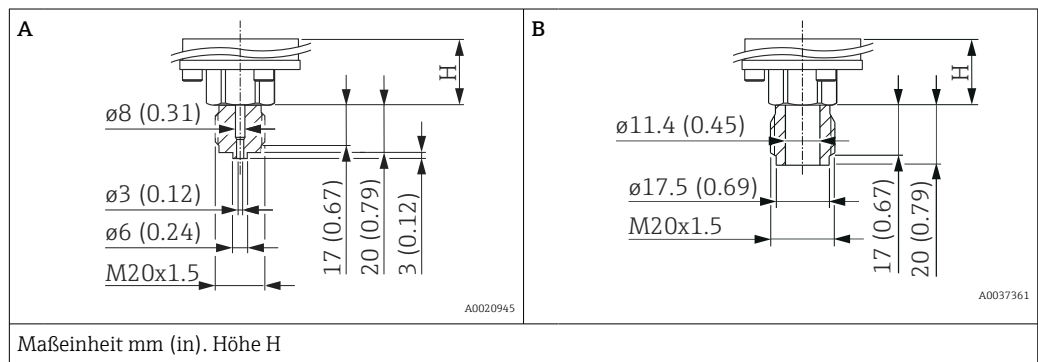 A
H
ø8 (0.31)
ø3 (0.12)
ø6 (0.24)
M20x1.5
17 (0.67)
20 (0.79)
3 (0.12)
A0020945
B
H
ø11.4 (0.45)
ø17.5 (0.69)
M20x1.5
17 (0.67)
20 (0.79)
A0037361
Maßeinheit mm (in). Höhe H